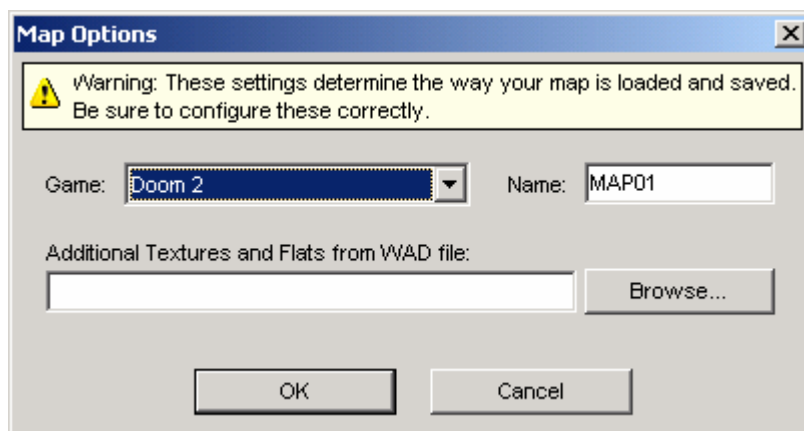 Map Options
Warning: These settings determine the way your map is loaded and saved.
Be sure to configure these correctly.
Game: Doom 2 Name: MAP01
Additional Textures and Flats from WAD file:
Browse...
OK Cancel